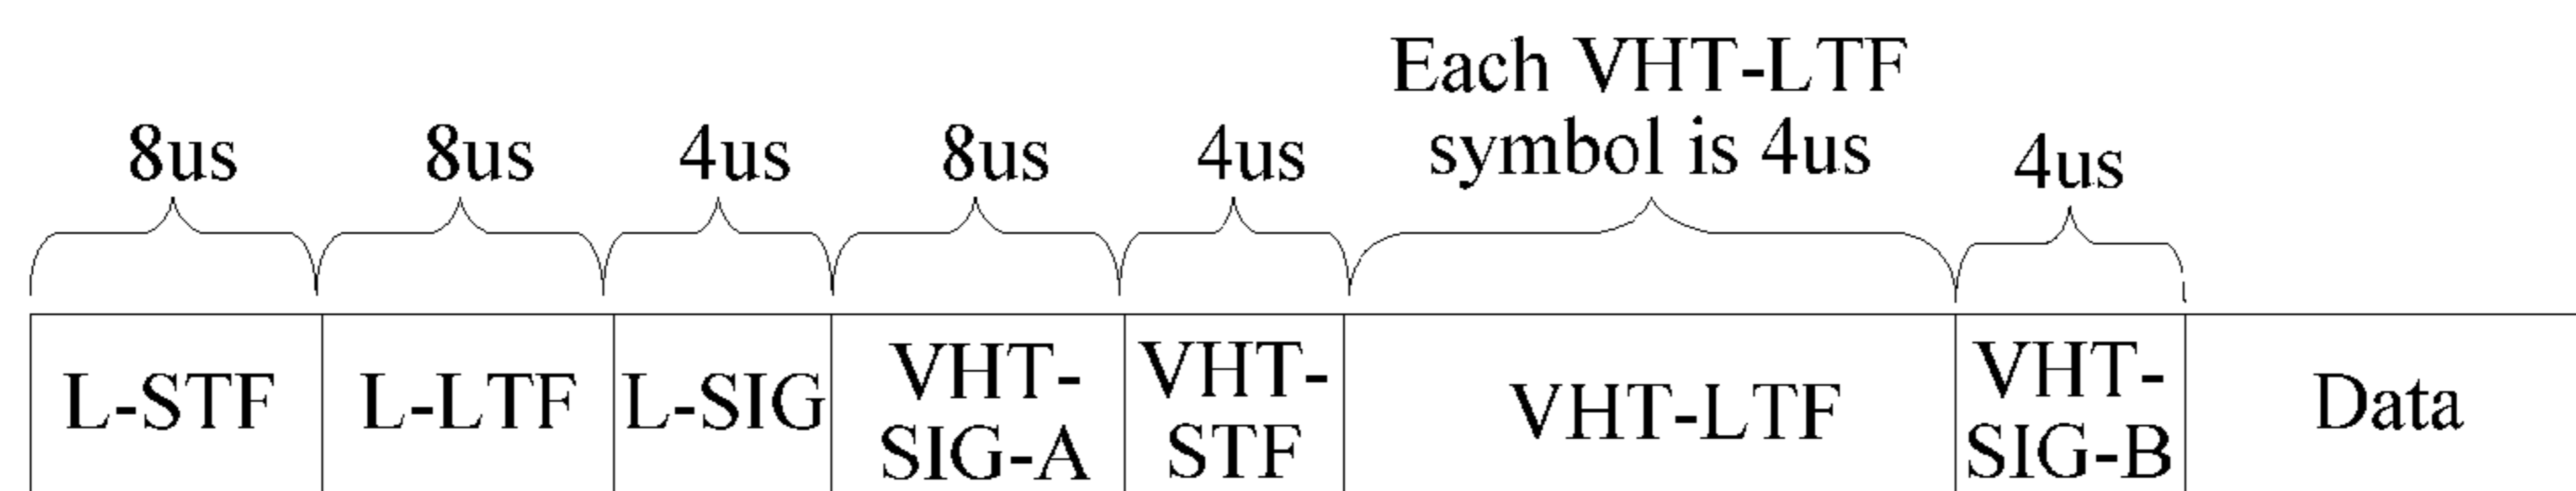 Each VHT-LTF
symbol is 4us
8us 8us 4us 8us 4us 4us
L-STF L-LTF L-SIG VHT-
SIG-A VHT-
STF VHT-LTF VHT-
SIG-B Data